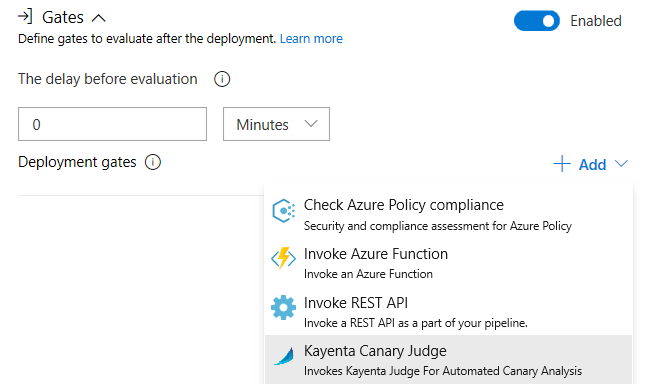 Gates
Enabled
Define gates to evaluate after the deployment. Learn more
The delay before evaluation
0
Minutes
Deployment gates
Add
Check Azure Policy compliance
Security and compliance assessment for Azure Policy
Invoke Azure Function
Invoke an Azure Function
Invoke REST API
Invoke a REST API as a part of your pipeline.
Kayenta Canary Judge
Invokes Kayenta Judge For Automated Canary Analysis